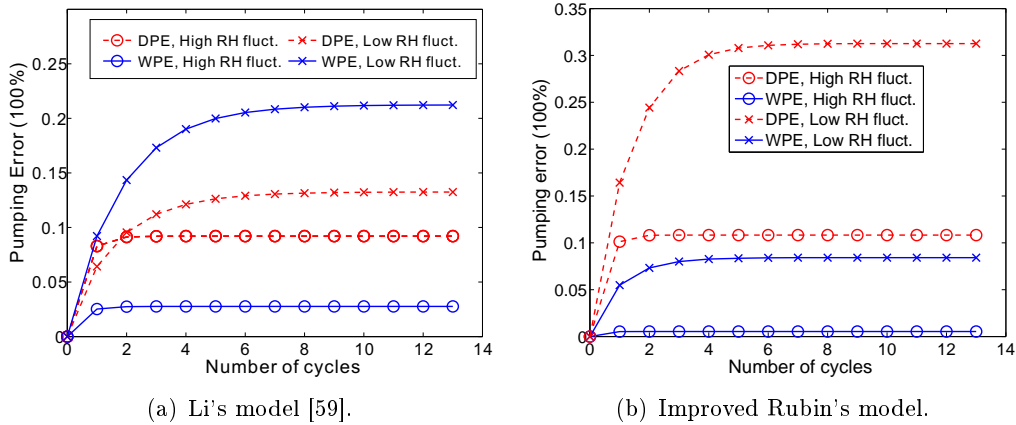 0.25
0.2
0.15
0.1
0.05
0
0 2 4 6 8 10 12 14
Pumping Error (100%)
Number of cycles
DPE, High RH fluct.
DPE, Low RH fluct.
WPE, High RH fluct.
WPE, Low RH fluct.
(a) Li's model [59].
0.35
0.3
0.25
0.2
0.15
0.1
0.05
0
0 2 4 6 8 10 12 14
Pumping error (100%)
Number of cycles
DPE, High RH fluct.
WPE, High RH fluct.
DPE, Low RH fluct.
WPE, Low RH fluct.
(b) Improved Rubin's model.